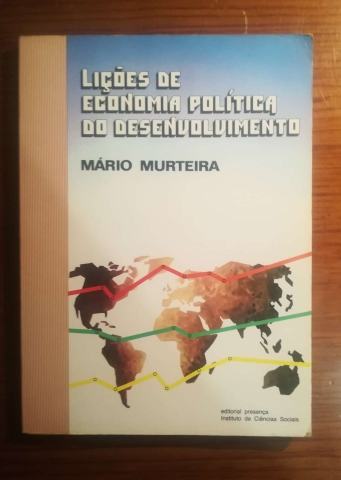 LIÇÕES DE
ECONOMIA POLÍTICA
DO DESENVOLVIMENTO
MÁRIO MURTEIRA
editorial presença
Instituto de Ciências Sociais